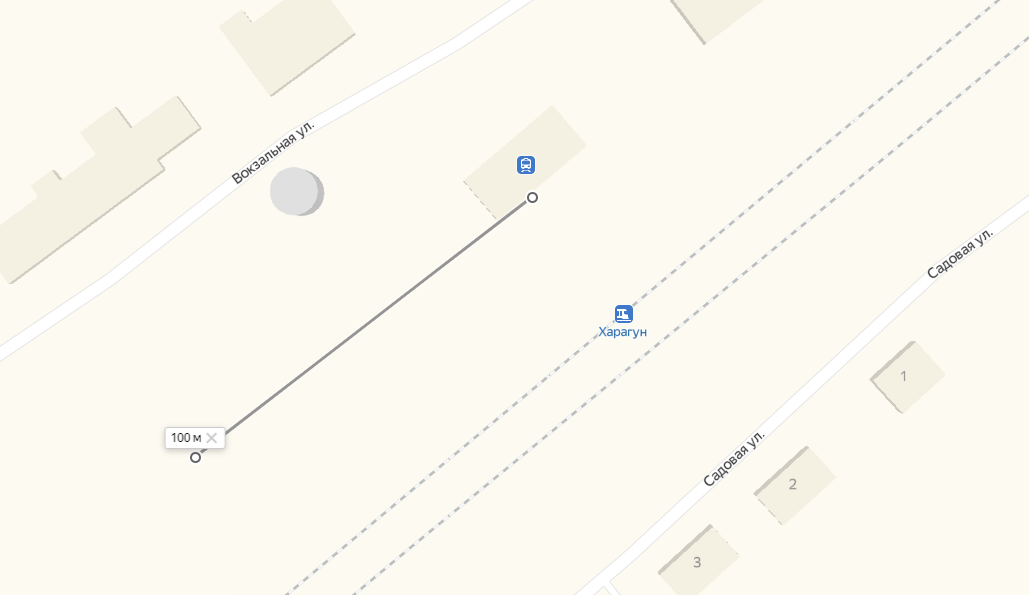 Вокзальная ул.
Садовая ул.
Харагун
1
100 м
Садовая ул.
2
3